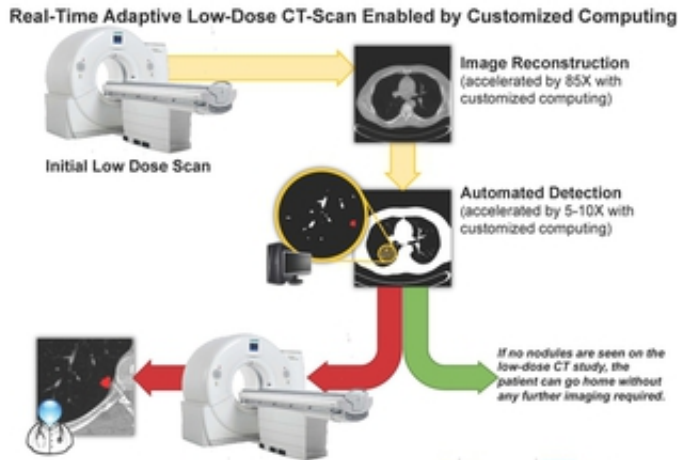 Real-Time Adaptive Low-Dose CT-Scan Enabled by Customized Computing
Image Reconstruction
(accelerated by 85X with
customized computing)
Initial Low Dose Scan
Automated Detection
(accelerated by 5-10X with
customized computing)
If no nodules are seen on the
low-dose CT study, the
patient can go home without
any further imaging required.